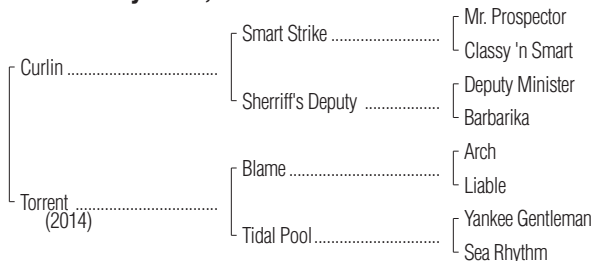 Mr. Prospector
Smart Strike ..........................
Classy 'n Smart
Curlin .....................................
Deputy Minister
Sherriff's Deputy ..................
Barbarika
Arch
Blame ....................................
Liable
Torrent ...................................
(2014)
Yankee Gentleman
Tidal Pool ..............................
Sea Rhythm